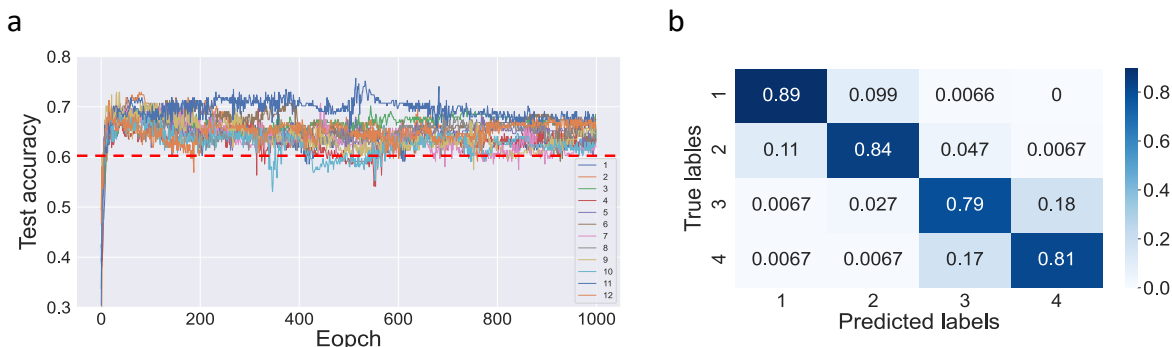 a
0.8
0.7
0.6
0.5
0.4
0.3
Test accuracy
0 200 400 600 800 1000
Eopch
1
2
3
4
5
6
7
8
9
10
11
12
b
True lables
1 0.89 0.099 0.0066 0
2 0.11 0.84 0.047 0.0067
3 0.0067 0.027 0.79 0.18
4 0.0067 0.0067 0.17 0.81
1 2 3 4
Predicted labels
0.8
0.6
0.4
0.2
0.0